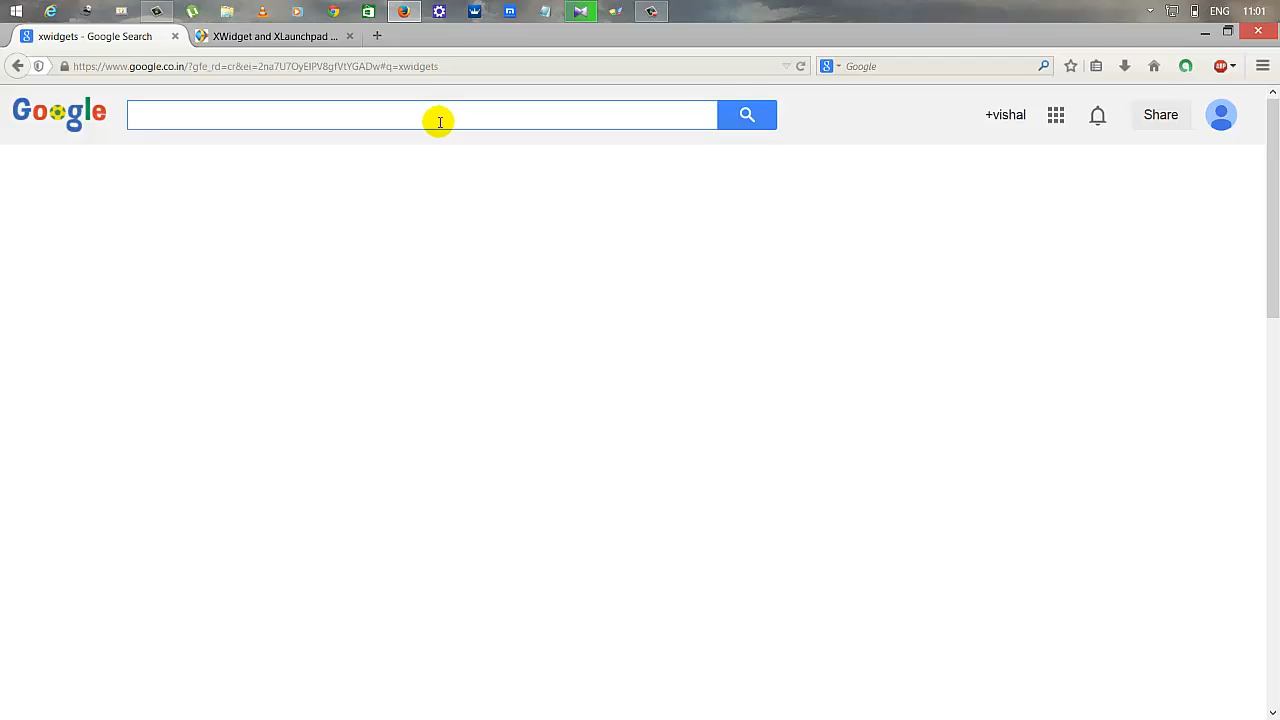 ENG 11:01
xwidgets - Google Search
XWidget and XLaunchpad ...
https://www.google.co.in/?gfe_rd=cr&ei=2na7U7OyEIPV8gfVtYGADw#q=xwidgets
Google
ABP
Google
+vishal
Share